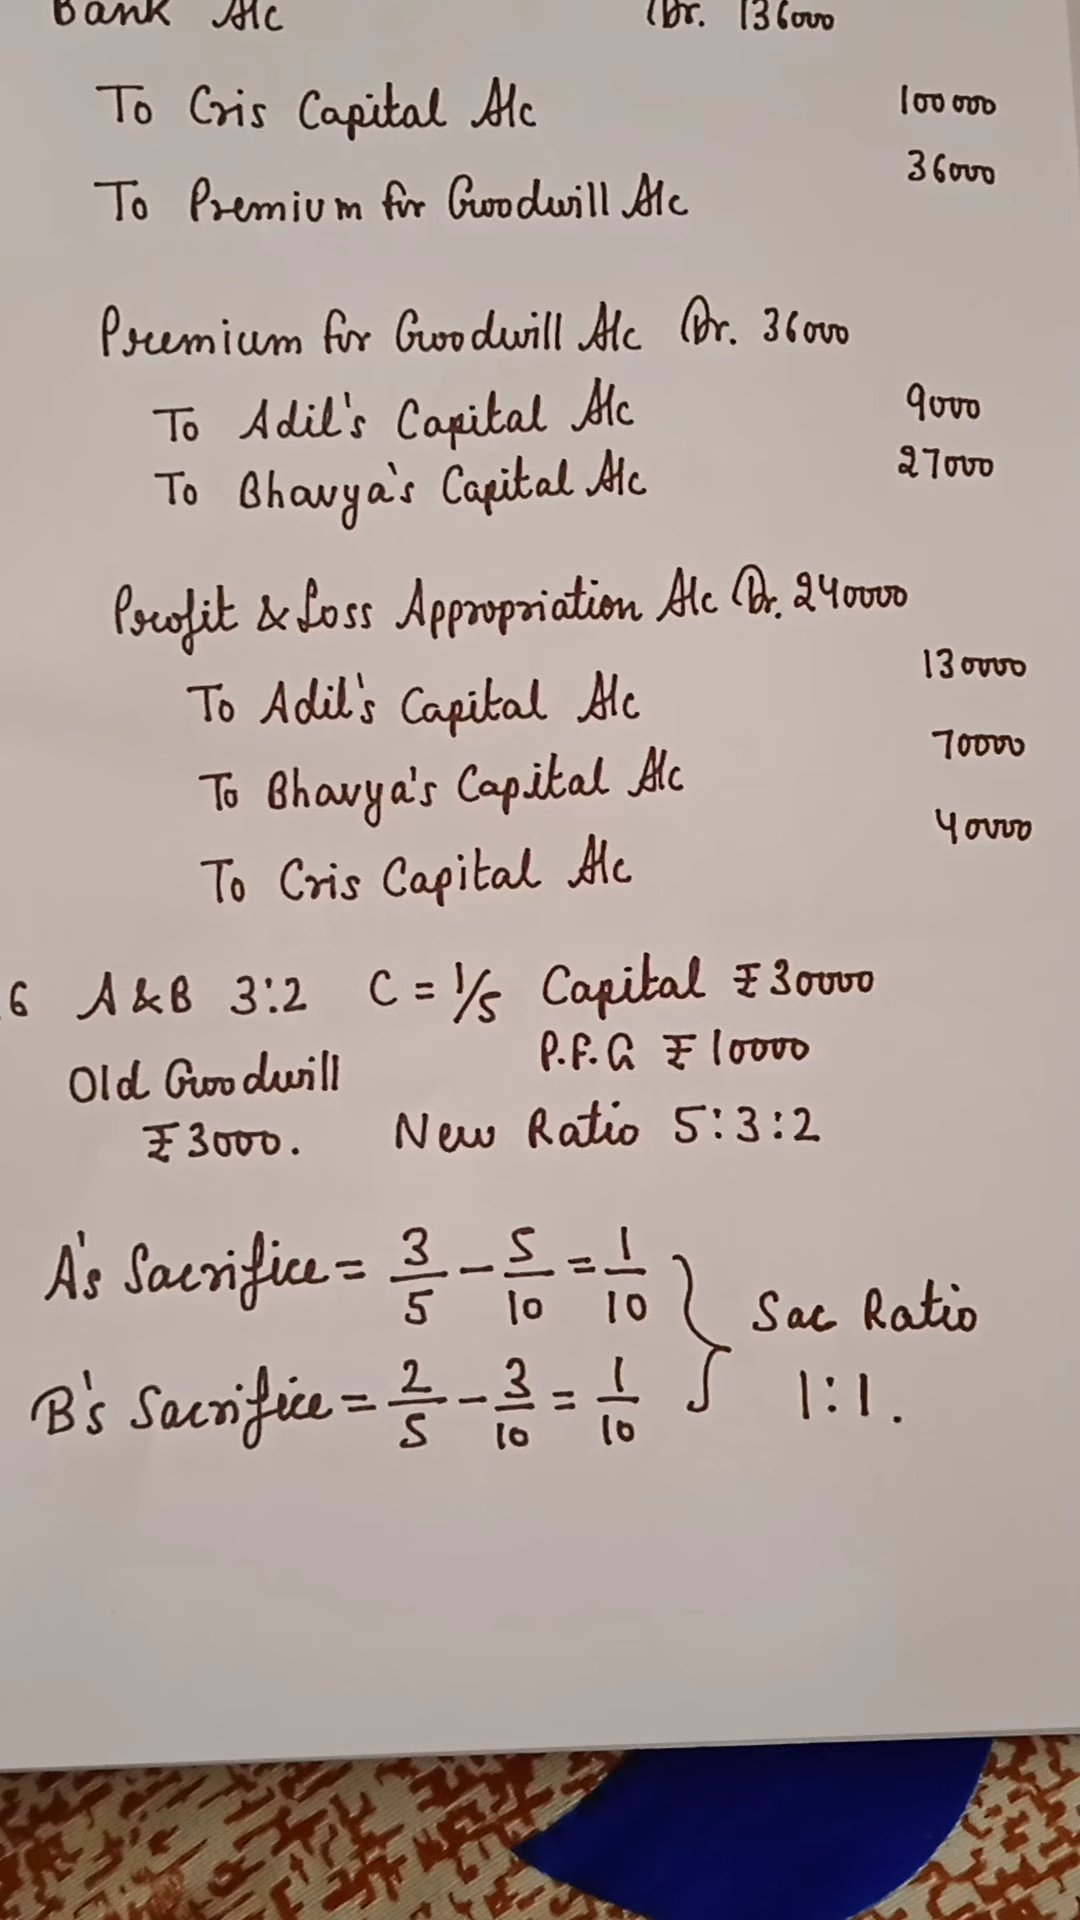 Bank A/c Dr. 136000
To Cris Capital A/c 100000
To Premium for Goodwill A/c 36000
Premium for Goodwill A/c Dr. 36000
To Adil's Capital A/c 9000
To Bhavya's Capital A/c 27000
Profit & Loss Appropriation A/c Dr. 240000
To Adil's Capital A/c 130000
To Bhavya's Capital A/c 70000
To Cris Capital A/c 40000
6 A & B 3:2 C = 1/5 Capital ₹30000
Old Goodwill P.F.G ₹10000
₹3000. New Ratio 5:3:2
A's Sacrifice = 3/5 - 5/10 = 1/10 } Sac Ratio
B's Sacrifice = 2/5 - 3/10 = 1/10 1:1.